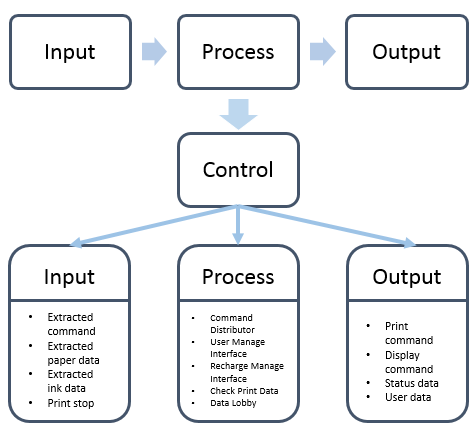 Input
Process
Output
Control
Input
• Extracted
command
• Extracted
paper data
• Extracted
ink data
• Print stop
Process
• Command
Distributor
• User Manage
Interface
• Recharge Manage
Interface
• Check Print Data
• Data Lobby
Output
• Print
command
• Display
command
• Status data
• User data